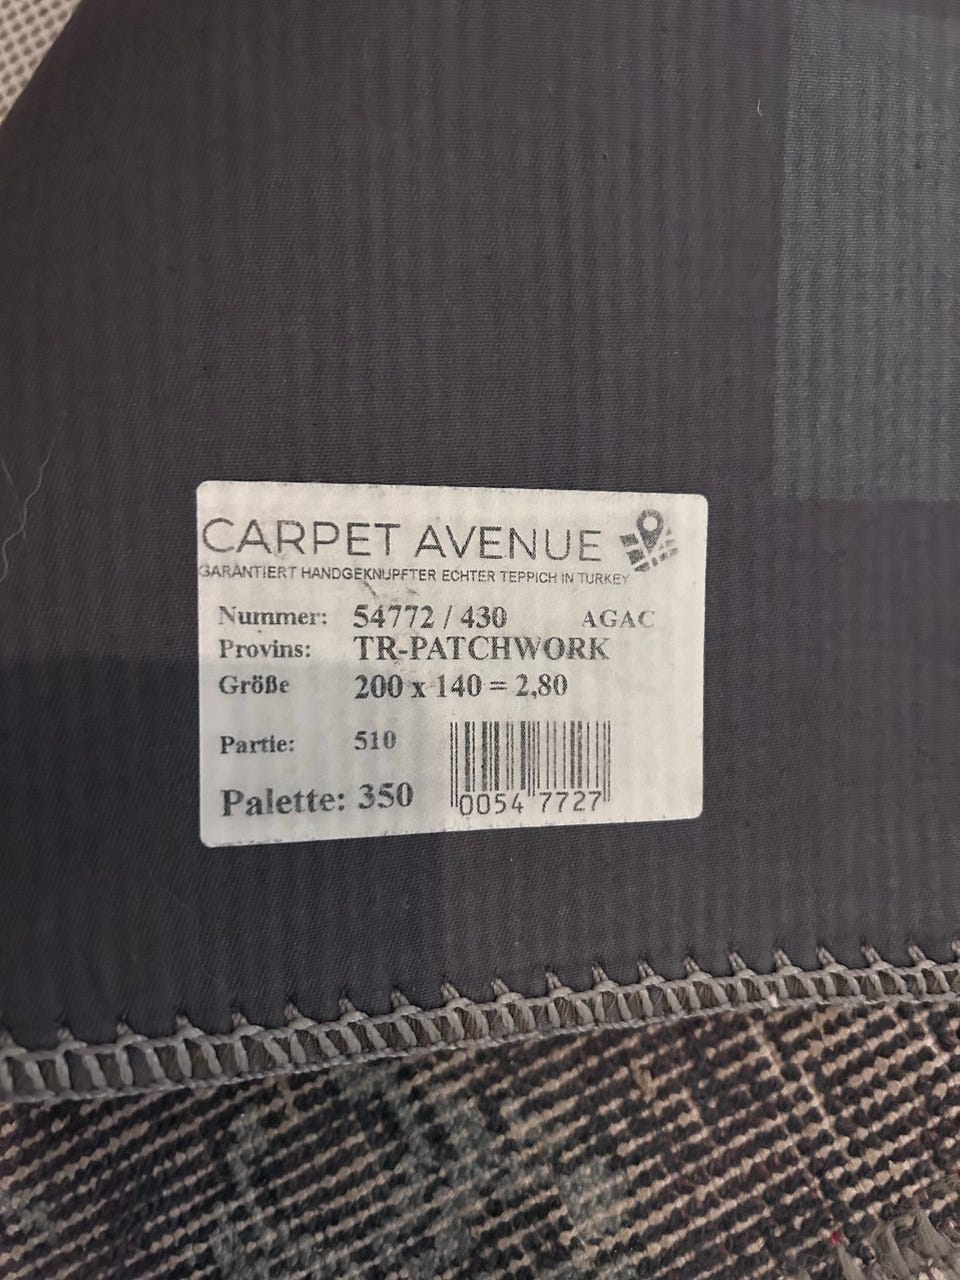 CARPET AVENUE
GARANTIERT HANDGEKNUPFTER ECHTER TEPPICH IN TURKEY
Nummer: 54772 / 430 AGAC
Provins: TR-PATCHWORK
Größe 200 x 140 = 2,80
Partie: 510
Palette: 350
0054 7727